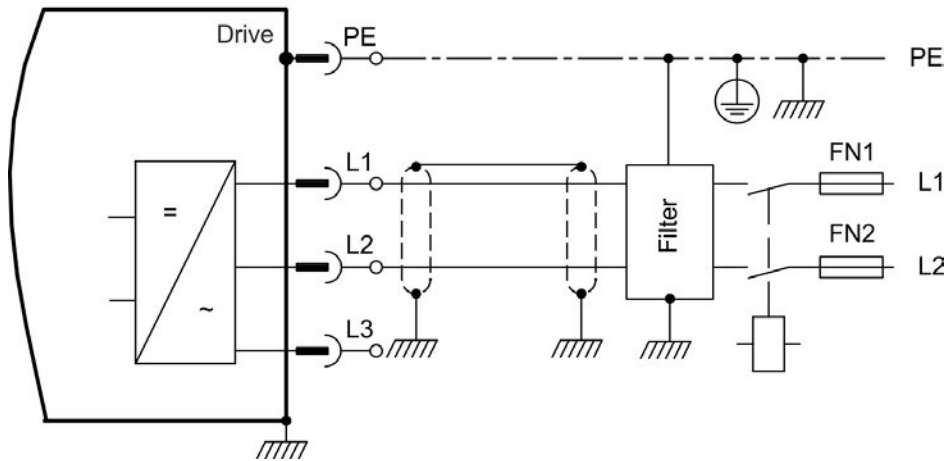 Drive
PE
PE
L1
FN1
L1
=
L2
Filter
FN2
L2
~
L3